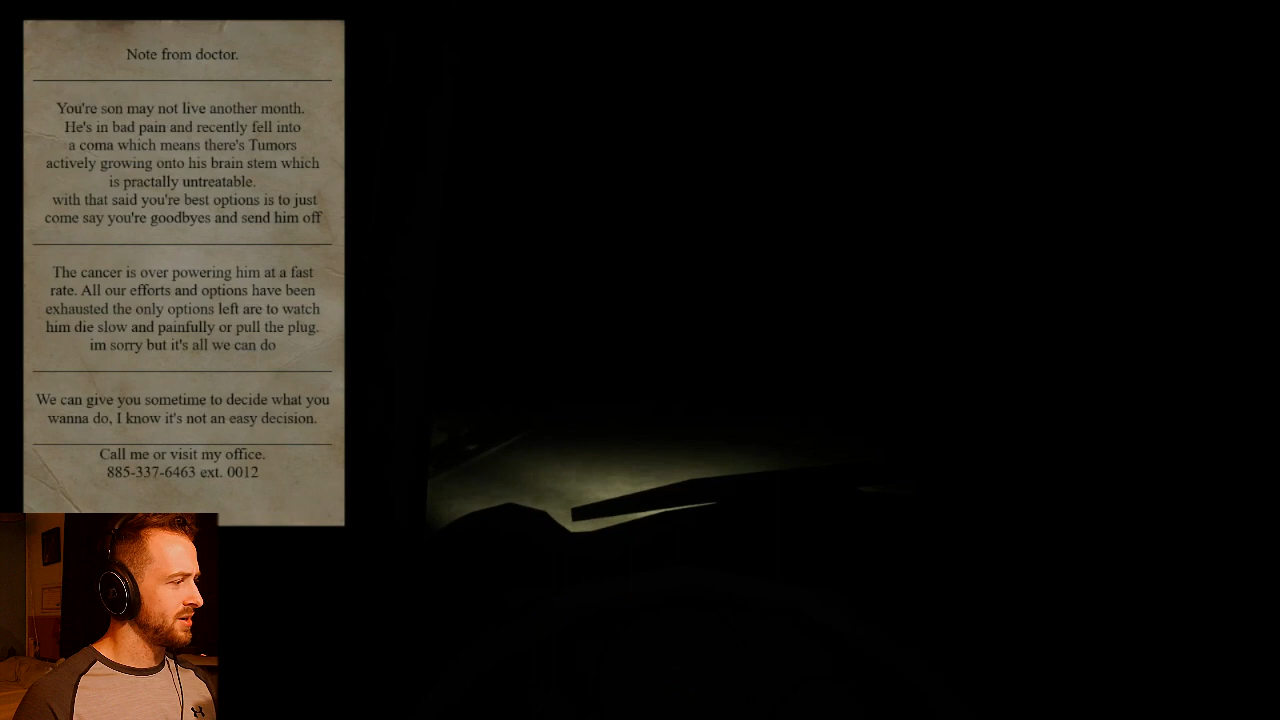 Note from doctor.
You're son may not live another month.
He's in bad pain and recently fell into
a coma which means there's Tumors
actively growing onto his brain stem which
is practally untreatable.
with that said you're best options is to just
come say you're goodbyes and send him off
The cancer is over powering him at a fast
rate. All our efforts and options have been
exhausted the only options left are to watch
him die slow and painfully or pull the plug.
im sorry but it's all we can do
We can give you sometime to decide what you
wanna do, I know it's not an easy decision.
Call me or visit my office.
885-337-6463 ext. 0012